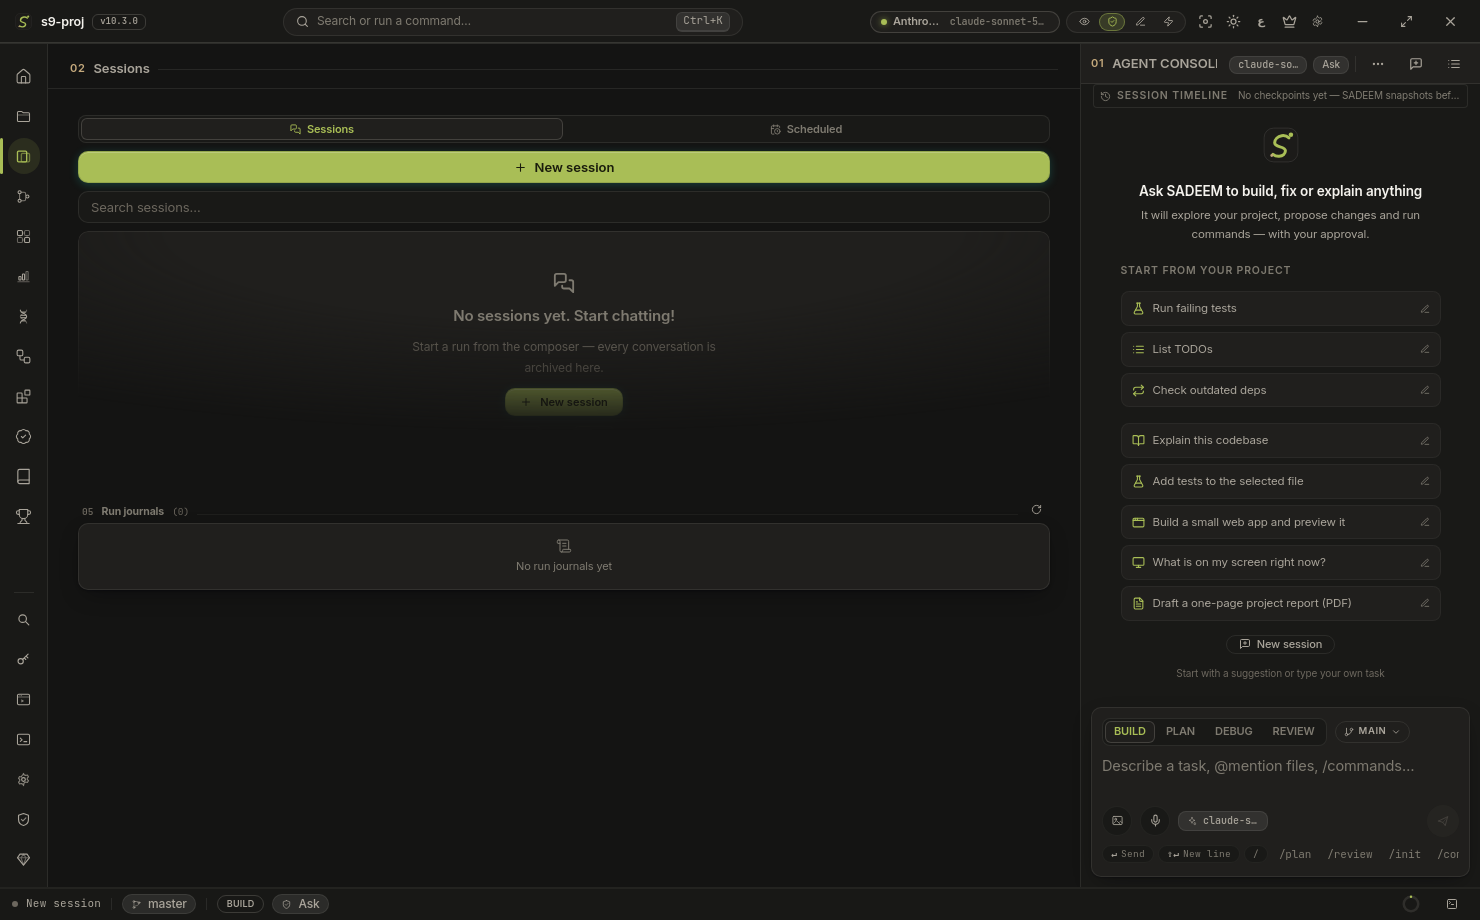 s9-proj v10.3.0
Search or run a command... Ctrl+K
Anthro... claude-sonnet-5...
ع
02 Sessions
Sessions
Scheduled
New session
Search sessions...
No sessions yet. Start chatting!
Start a run from the composer — every conversation is
archived here.
New session
05 Run journals (0)
No run journals yet
01 AGENT CONSOL claude-so... Ask
SESSION TIMELINE No checkpoints yet — SADEEM snapshots bef...
Ask SADEEM to build, fix or explain anything
It will explore your project, propose changes and run
commands — with your approval.
START FROM YOUR PROJECT
Run failing tests
List TODOs
Check outdated deps
Explain this codebase
Add tests to the selected file
Build a small web app and preview it
What is on my screen right now?
Draft a one-page project report (PDF)
New session
Start with a suggestion or type your own task
BUILD PLAN DEBUG REVIEW MAIN
Describe a task, @mention files, /commands...
claude-s...
↵ Send ⇧↵ New line / /plan /review /init /con
New session master BUILD Ask